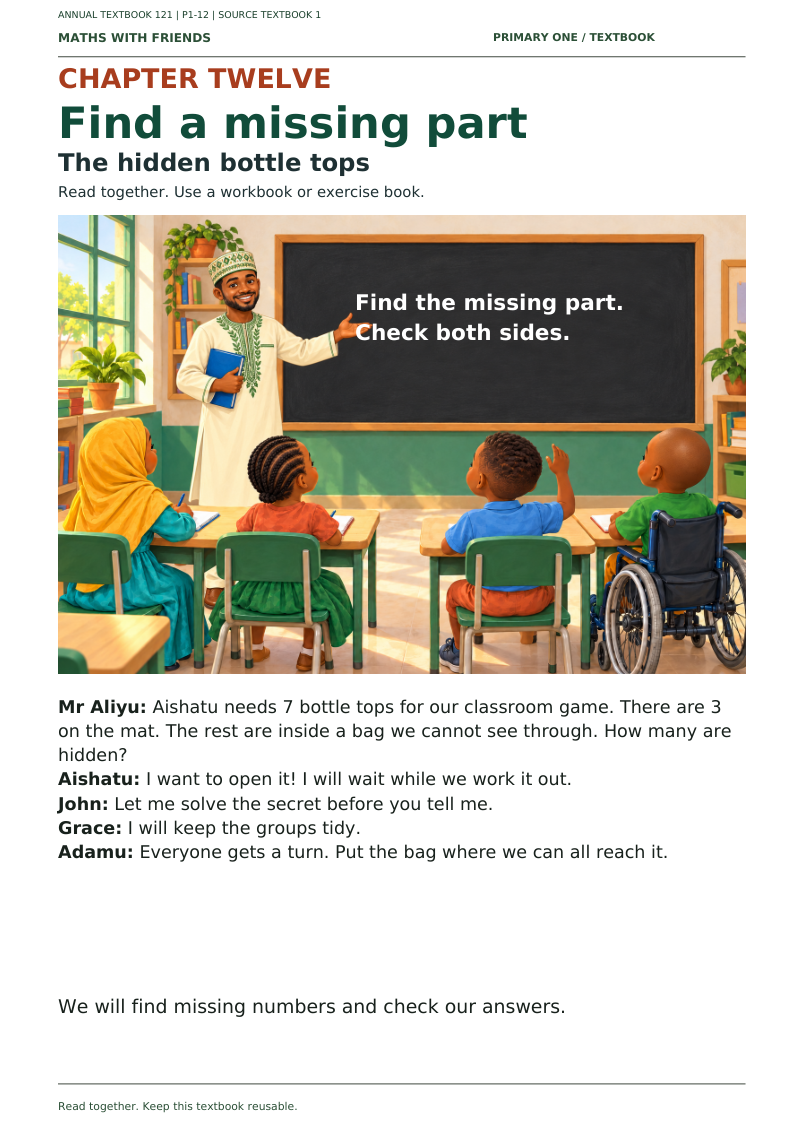 ANNUAL TEXTBOOK 121 | P1-12 | SOURCE TEXTBOOK 1
MATHS WITH FRIENDS
PRIMARY ONE / TEXTBOOK
CHAPTER TWELVE
Find a missing part
The hidden bottle tops
Read together. Use a workbook or exercise book.
Find the missing part.
Check both sides.
Mr Aliyu: Aishatu needs 7 bottle tops for our classroom game. There are 3
on the mat. The rest are inside a bag we cannot see through. How many are
hidden?
Aishatu: I want to open it! I will wait while we work it out.
John: Let me solve the secret before you tell me.
Grace: I will keep the groups tidy.
Adamu: Everyone gets a turn. Put the bag where we can all reach it.
We will find missing numbers and check our answers.
Read together. Keep this textbook reusable.